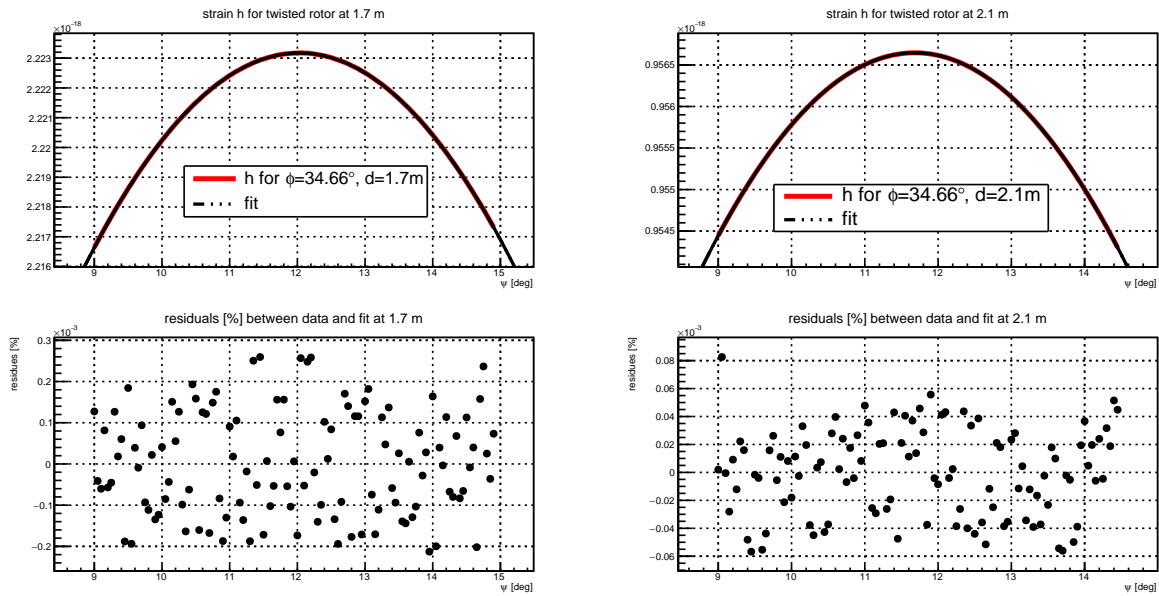 strain h for twisted rotor at 1.7 m
×10⁻¹⁸
2.223
2.222
2.221
2.22
2.219
2.218
2.217
2.216
h for ϕ=34.66°, d=1.7m
fit
9 10 11 12 13 14 15
ψ [deg]
strain h for twisted rotor at 2.1 m
×10⁻¹⁸
0.9565
0.956
0.9555
0.955
0.9545
h for ϕ=34.66°, d=2.1m
fit
9 10 11 12 13 14
ψ [deg]
residuals [%] between data and fit at 1.7 m
×10⁻³
residues [%]
0.3
0.2
0.1
0
−0.1
−0.2
9 10 11 12 13 14 15
ψ [deg]
residuals [%] between data and fit at 2.1 m
×10⁻³
residues [%]
0.08
0.06
0.04
0.02
0
−0.02
−0.04
−0.06
9 10 11 12 13 14
ψ [deg]